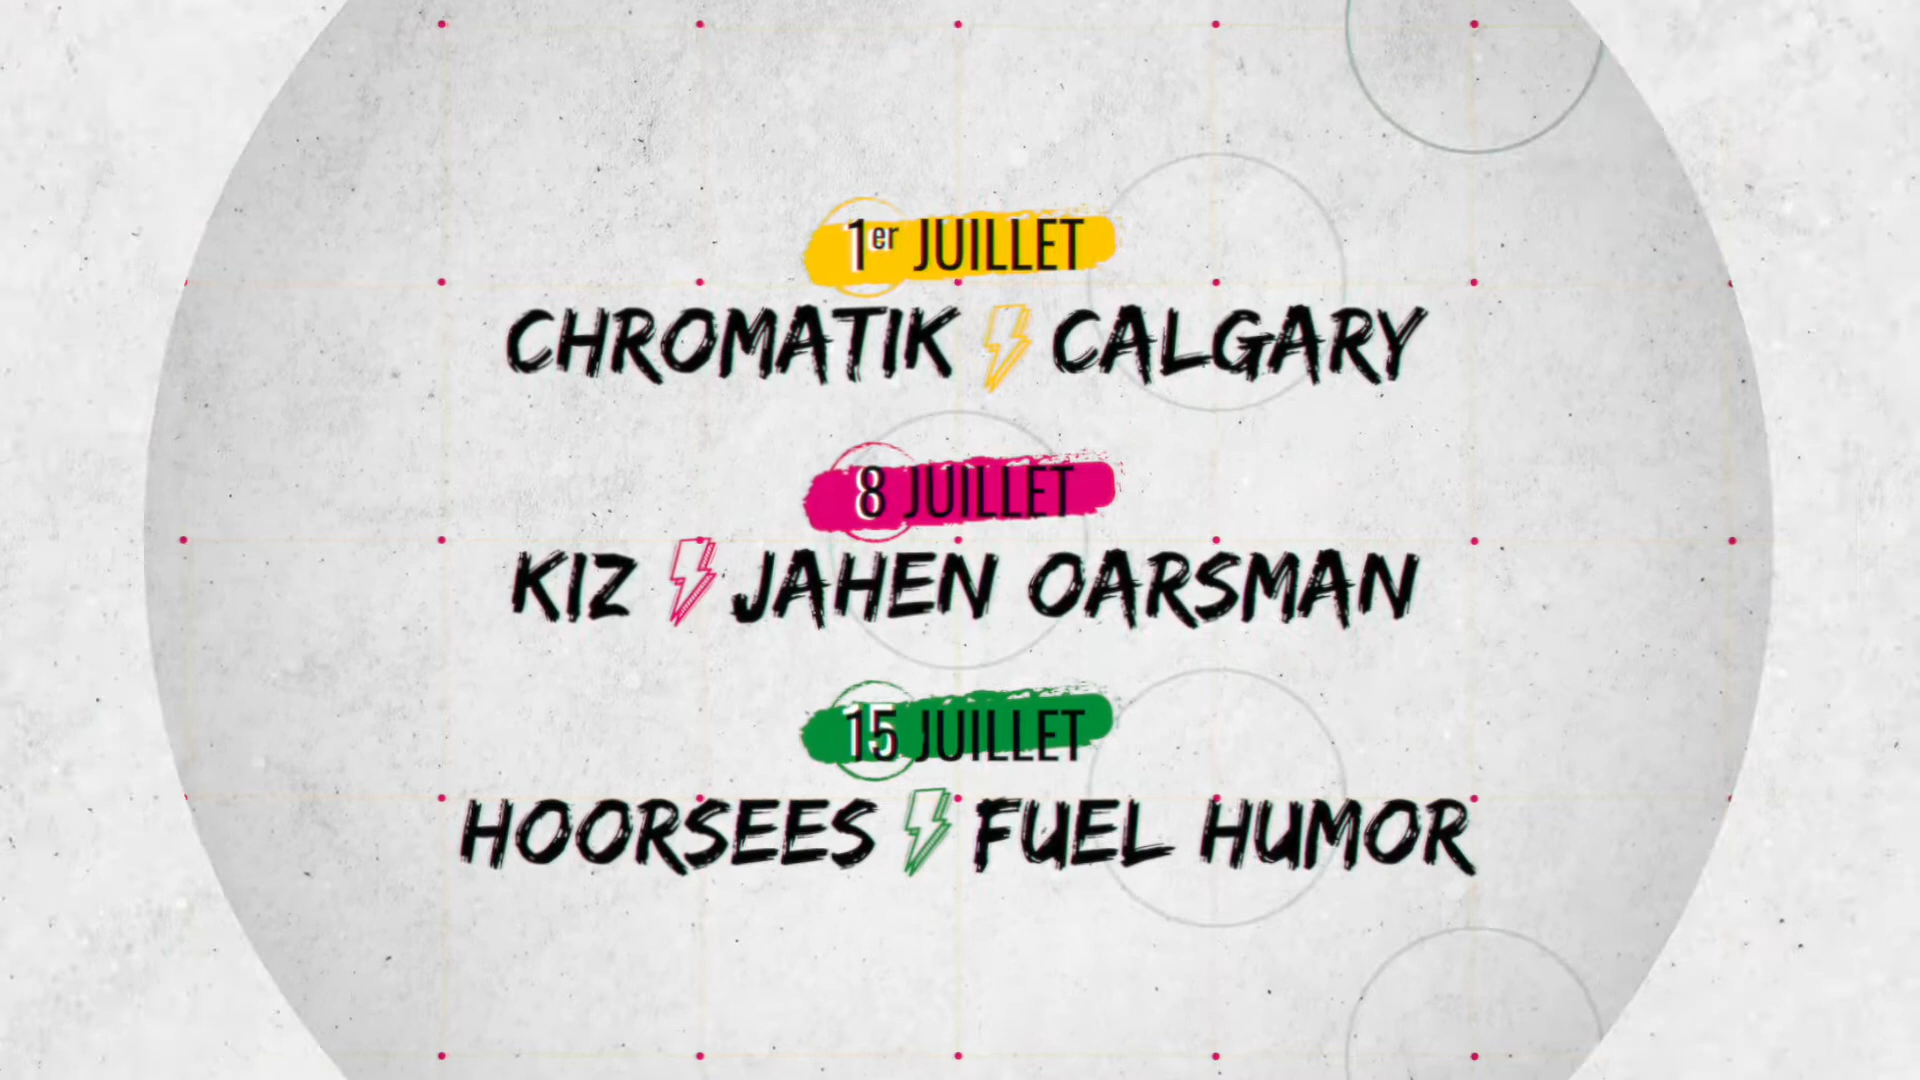 1er JUILLET
CHROMATIK CALGARY
8 JUILLET
KIZ JAHEN OARSMAN
15 JUILLET
HOORSEES FUEL HUMOR